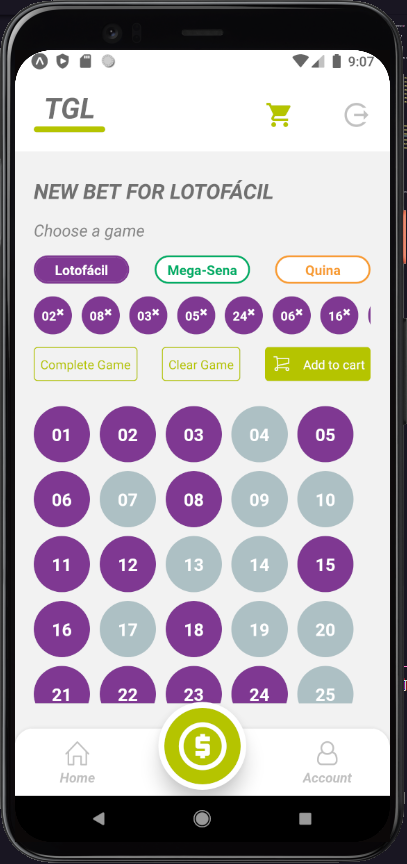 9:07
TGL
NEW BET FOR LOTOFÁCIL
Choose a game
Lotofácil Mega-Sena Quina
02× 08× 03× 05× 24× 06× 16×
Complete Game Clear Game Add to cart
01 02 03 04 05
06 07 08 09 10
11 12 13 14 15
16 17 18 19 20
21 22 23 24 25
$
Home Account